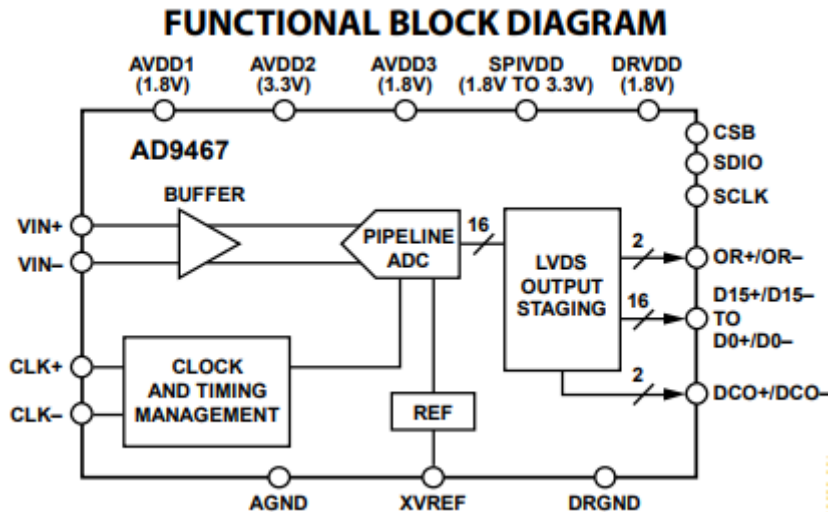 FUNCTIONAL BLOCK DIAGRAM
AVDD1 AVDD2 AVDD3 SPIVDD DRVDD
(1.8V) (3.3V) (1.8V) (1.8V TO 3.3V) (1.8V)
AD9467
CSB
SDIO
SCLK
BUFFER
VIN+
VIN–
PIPELINE
ADC
16
LVDS
OUTPUT
STAGING
2
OR+/OR–
16
D15+/D15–
TO
D0+/D0–
2
DCO+/DCO–
CLK+
CLK–
CLOCK
AND TIMING
MANAGEMENT
REF
AGND XVREF DRGND